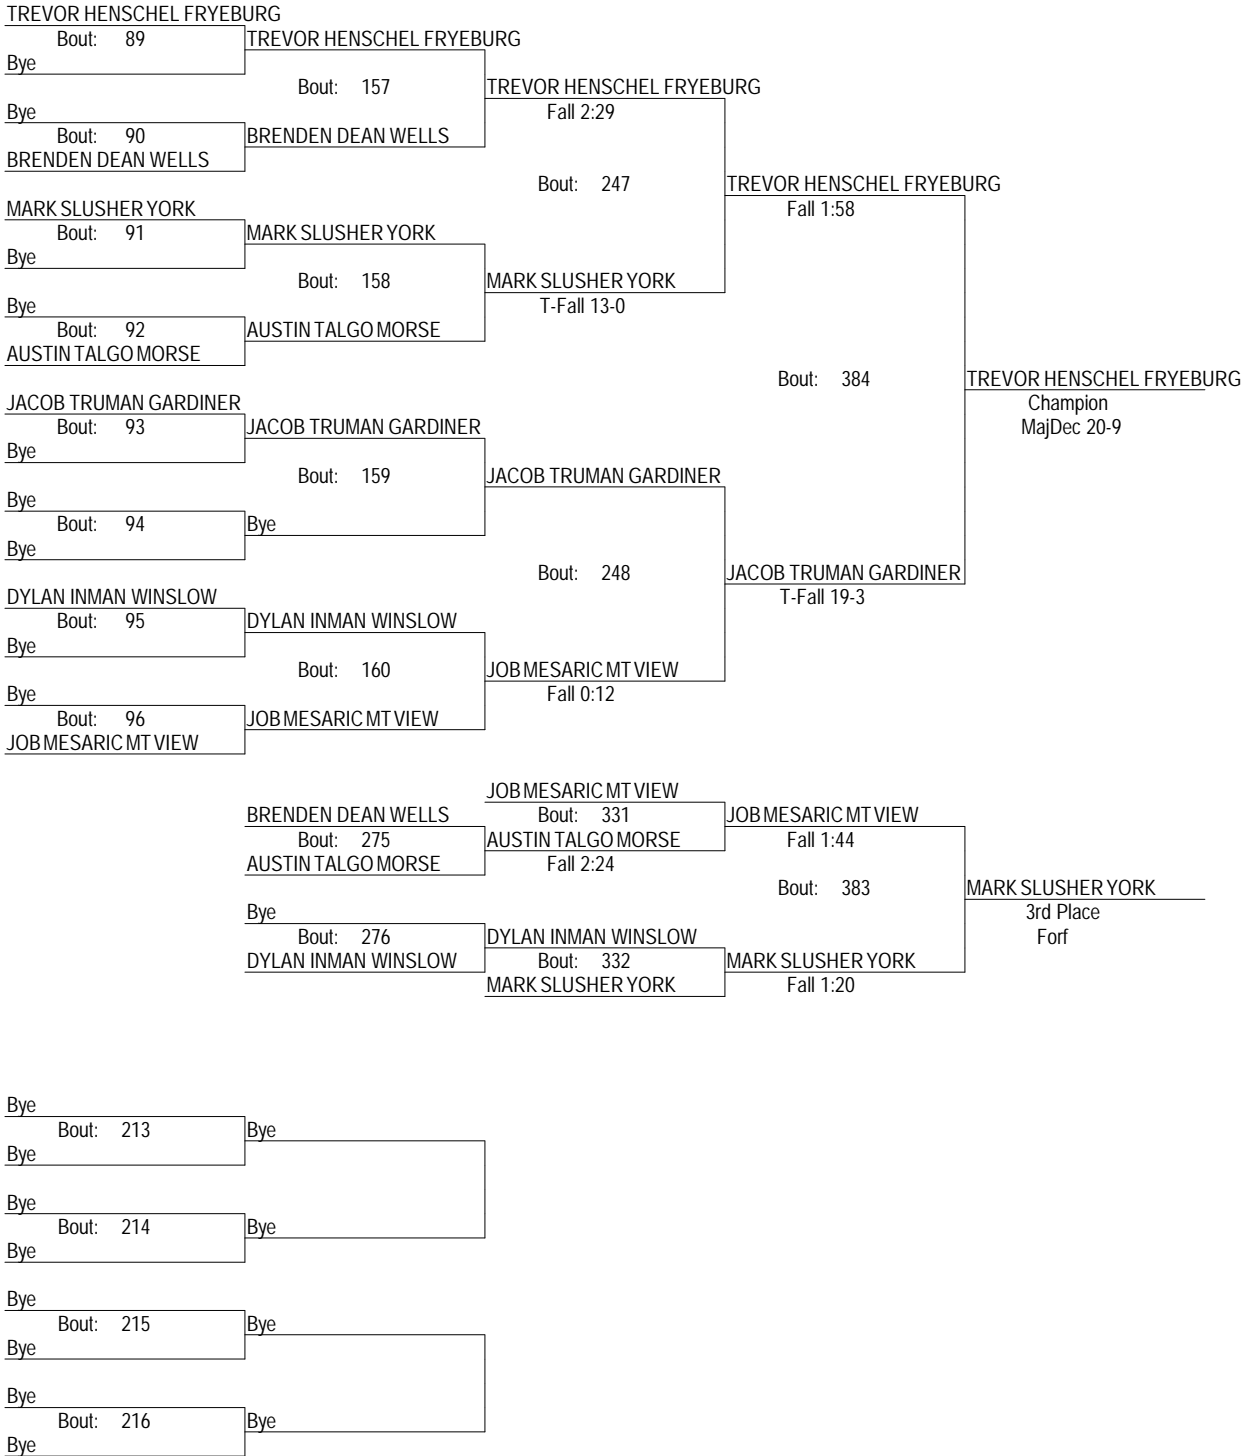 TREVOR HENSCHEL FRYEBURG
Bout: 89
TREVOR HENSCHEL FRYEBURG
Bye
Bout: 157
TREVOR HENSCHEL FRYEBURG
Bye
Fall 2:29
Bout: 90
BRENDEN DEAN WELLS
BRENDEN DEAN WELLS
Bout: 247
TREVOR HENSCHEL FRYEBURG
MARK SLUSHER YORK
Fall 1:58
Bout: 91
MARK SLUSHER YORK
Bye
Bout: 158
MARK SLUSHER YORK
Bye
T-Fall 13-0
Bout: 92
AUSTIN TALGO MORSE
AUSTIN TALGO MORSE
Bout: 384
TREVOR HENSCHEL FRYEBURG
JACOB TRUMAN GARDINER
Champion
Bout: 93
JACOB TRUMAN GARDINER
MajDec 20-9
Bye
Bout: 159
JACOB TRUMAN GARDINER
Bye
Bout: 94
Bye
Bye
Bout: 248
JACOB TRUMAN GARDINER
DYLAN INMAN WINSLOW
T-Fall 19-3
Bout: 95
DYLAN INMAN WINSLOW
Bye
Bout: 160
JOB MESARIC MT VIEW
Bye
Fall 0:12
Bout: 96
JOB MESARIC MT VIEW
JOB MESARIC MT VIEW
JOB MESARIC MT VIEW
BRENDEN DEAN WELLS
Bout: 331
JOB MESARIC MT VIEW
Bout: 275
AUSTIN TALGO MORSE
Fall 1:44
AUSTIN TALGO MORSE
Fall 2:24
Bout: 383
MARK SLUSHER YORK
Bye
3rd Place
Bout: 276
DYLAN INMAN WINSLOW
Forf
DYLAN INMAN WINSLOW
Bout: 332
MARK SLUSHER YORK
MARK SLUSHER YORK
Fall 1:20
Bye
Bout: 213
Bye
Bye
Bye
Bout: 214
Bye
Bye
Bye
Bout: 215
Bye
Bye
Bye
Bout: 216
Bye
Bye